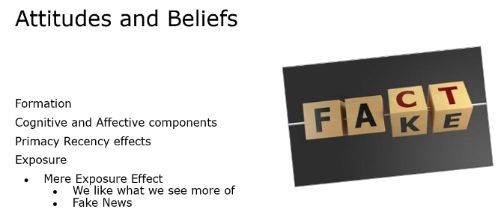 Attitudes and Beliefs
Formation
Cognitive and Affective components
Primacy Recency effects
Exposure
Mere Exposure Effect
We like what we see more of
Fake News
FACT
KE